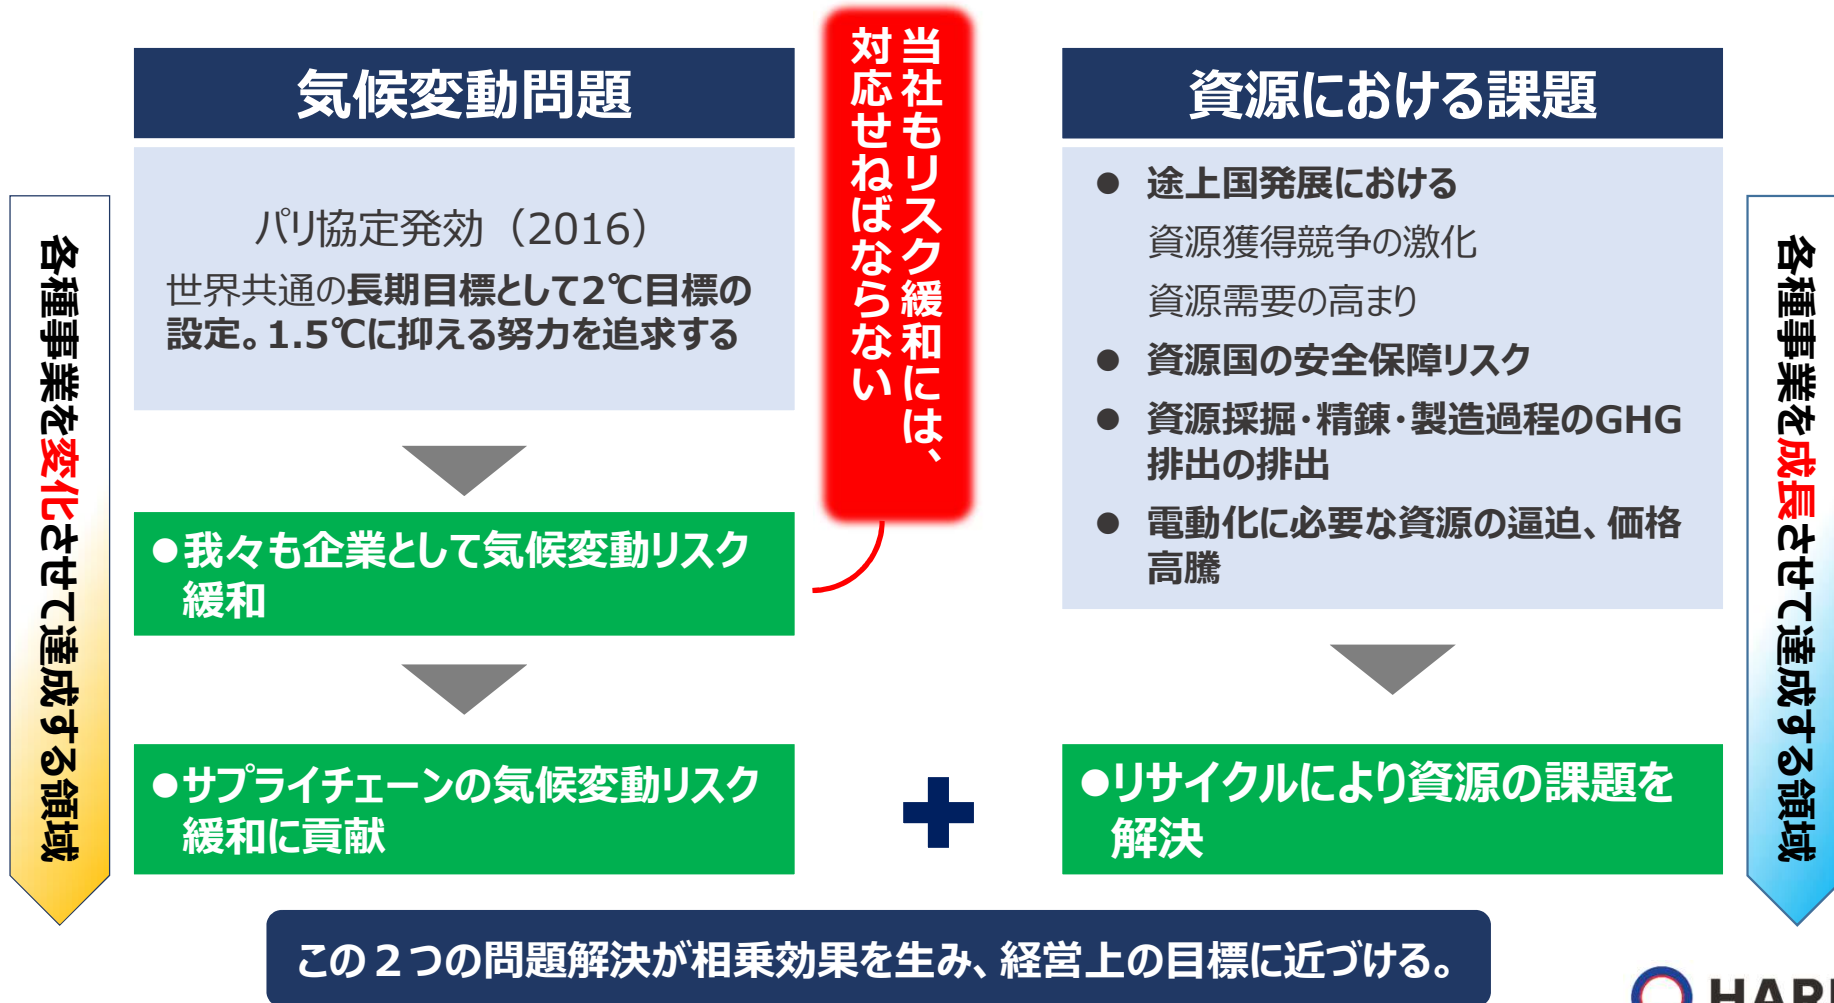 気候変動問題
パリ協定発効（2016）
世界共通の長期目標として2℃目標の
設定。1.5℃に抑える努力を追求する
●我々も企業として気候変動リスク
緩和
●サプライチェーンの気候変動リスク
緩和に貢献
各種事業を変化させて達成する領域
当社もリスク緩和には、
対応せねばならない
資源における課題
● 途上国発展における
資源獲得競争の激化
資源需要の高まり
● 資源国の安全保障リスク
● 資源採掘・精錬・製造過程のGHG
排出の排出
● 電動化に必要な資源の逼迫、価格
高騰
●リサイクルにより資源の課題を
解決
各種事業を成長させて達成する領域
この２つの問題解決が相乗効果を生み、経営上の目標に近づける。